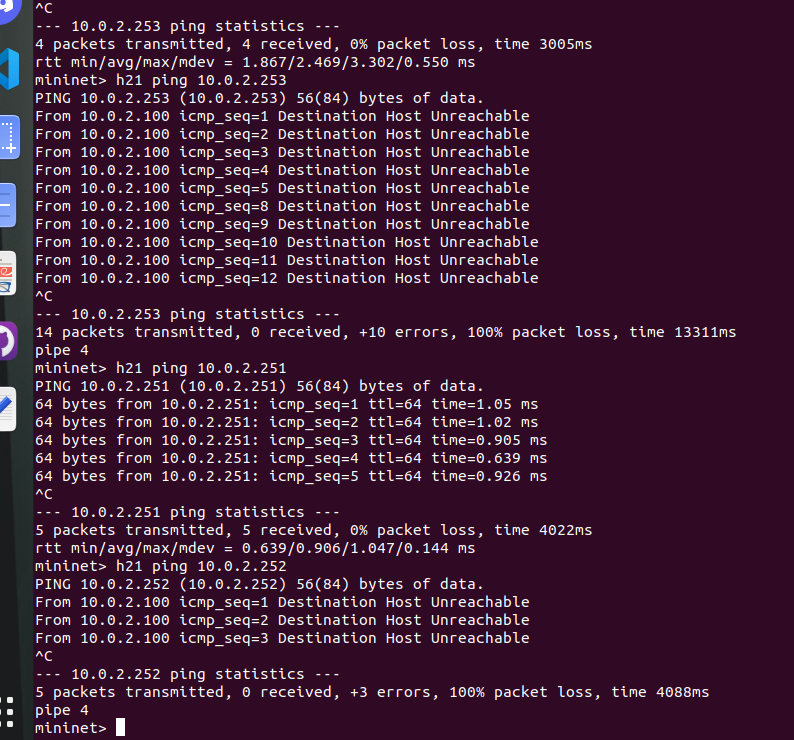 ^C
--- 10.0.2.253 ping statistics ---
4 packets transmitted, 4 received, 0% packet loss, time 3005ms
rtt min/avg/max/mdev = 1.867/2.469/3.302/0.550 ms
mininet> h21 ping 10.0.2.253
PING 10.0.2.253 (10.0.2.253) 56(84) bytes of data.
From 10.0.2.100 icmp_seq=1 Destination Host Unreachable
From 10.0.2.100 icmp_seq=2 Destination Host Unreachable
From 10.0.2.100 icmp_seq=3 Destination Host Unreachable
From 10.0.2.100 icmp_seq=4 Destination Host Unreachable
From 10.0.2.100 icmp_seq=5 Destination Host Unreachable
From 10.0.2.100 icmp_seq=8 Destination Host Unreachable
From 10.0.2.100 icmp_seq=9 Destination Host Unreachable
From 10.0.2.100 icmp_seq=10 Destination Host Unreachable
From 10.0.2.100 icmp_seq=11 Destination Host Unreachable
From 10.0.2.100 icmp_seq=12 Destination Host Unreachable
^C
--- 10.0.2.253 ping statistics ---
14 packets transmitted, 0 received, +10 errors, 100% packet loss, time 13311ms
pipe 4
mininet> h21 ping 10.0.2.251
PING 10.0.2.251 (10.0.2.251) 56(84) bytes of data.
64 bytes from 10.0.2.251: icmp_seq=1 ttl=64 time=1.05 ms
64 bytes from 10.0.2.251: icmp_seq=2 ttl=64 time=1.02 ms
64 bytes from 10.0.2.251: icmp_seq=3 ttl=64 time=0.905 ms
64 bytes from 10.0.2.251: icmp_seq=4 ttl=64 time=0.639 ms
64 bytes from 10.0.2.251: icmp_seq=5 ttl=64 time=0.926 ms
^C
--- 10.0.2.251 ping statistics ---
5 packets transmitted, 5 received, 0% packet loss, time 4022ms
rtt min/avg/max/mdev = 0.639/0.906/1.047/0.144 ms
mininet> h21 ping 10.0.2.252
PING 10.0.2.252 (10.0.2.252) 56(84) bytes of data.
From 10.0.2.100 icmp_seq=1 Destination Host Unreachable
From 10.0.2.100 icmp_seq=2 Destination Host Unreachable
From 10.0.2.100 icmp_seq=3 Destination Host Unreachable
^C
--- 10.0.2.252 ping statistics ---
5 packets transmitted, 0 received, +3 errors, 100% packet loss, time 4088ms
pipe 4
mininet>